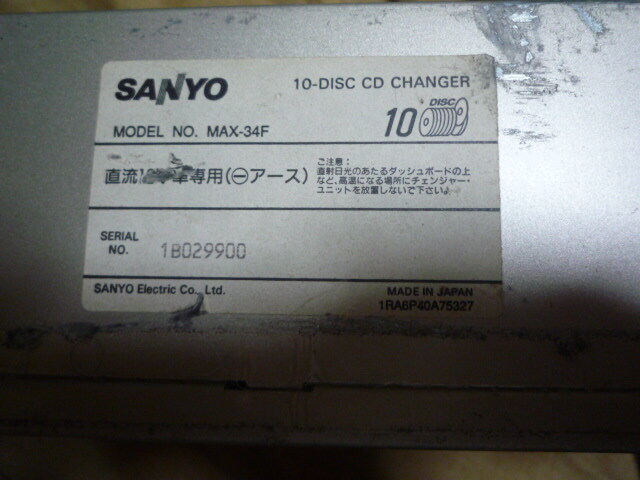 SANYO
10-DISC CD CHANGER
MODEL NO. MAX-34F
10 DISC
直流 車専用(⊖アース)
ご注意:
直射日光のあたるダッシュボードの上
など、高温になる場所にチェンジャー・
ユニットを放置しないで下さい。
SERIAL
NO.
1B029900
SANYO Electric Co., Ltd.
MADE IN JAPAN
1RA6P40A75327